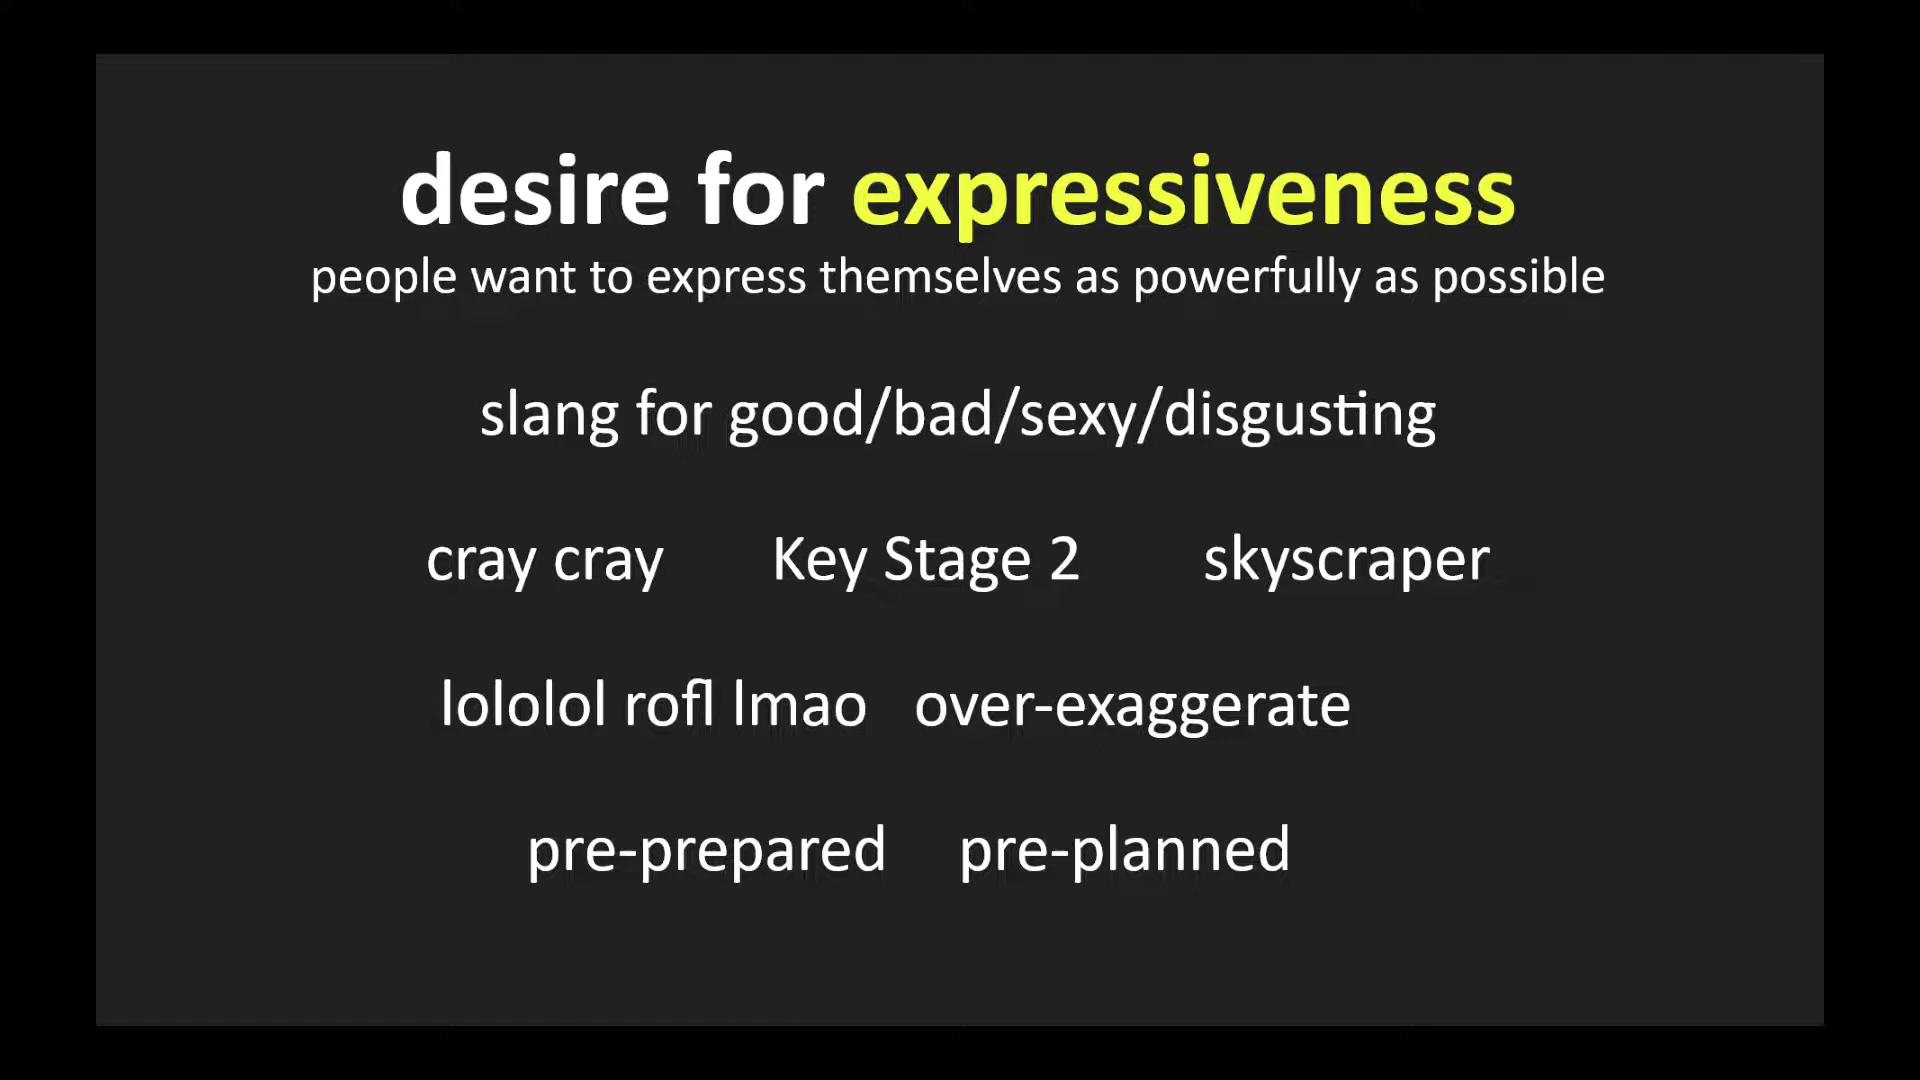 desire for expressiveness
people want to express themselves as powerfully as possible
slang for good/bad/sexy/disgusting
cray cray Key Stage 2 skyscraper
lololol rofl lmao over-exaggerate
pre-prepared pre-planned